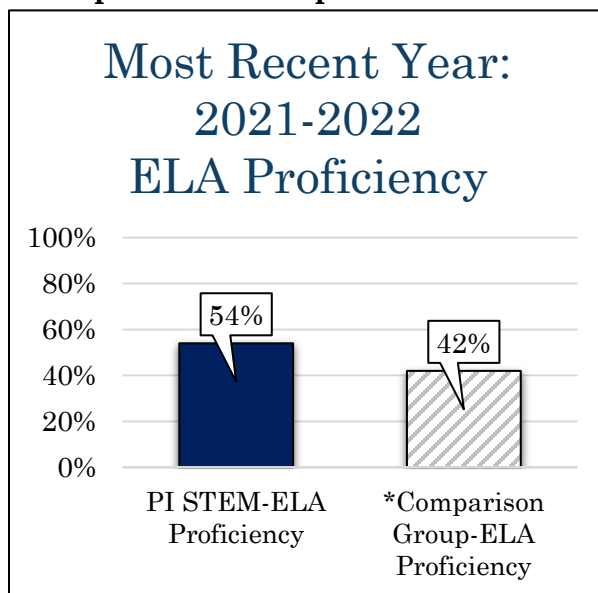 Most Recent Year:
2021-2022
ELA Proficiency
100%
80%
60%
40%
20%
0%
54%
42%
PI STEM-ELA
Proficiency
*Comparison
Group-ELA
Proficiency